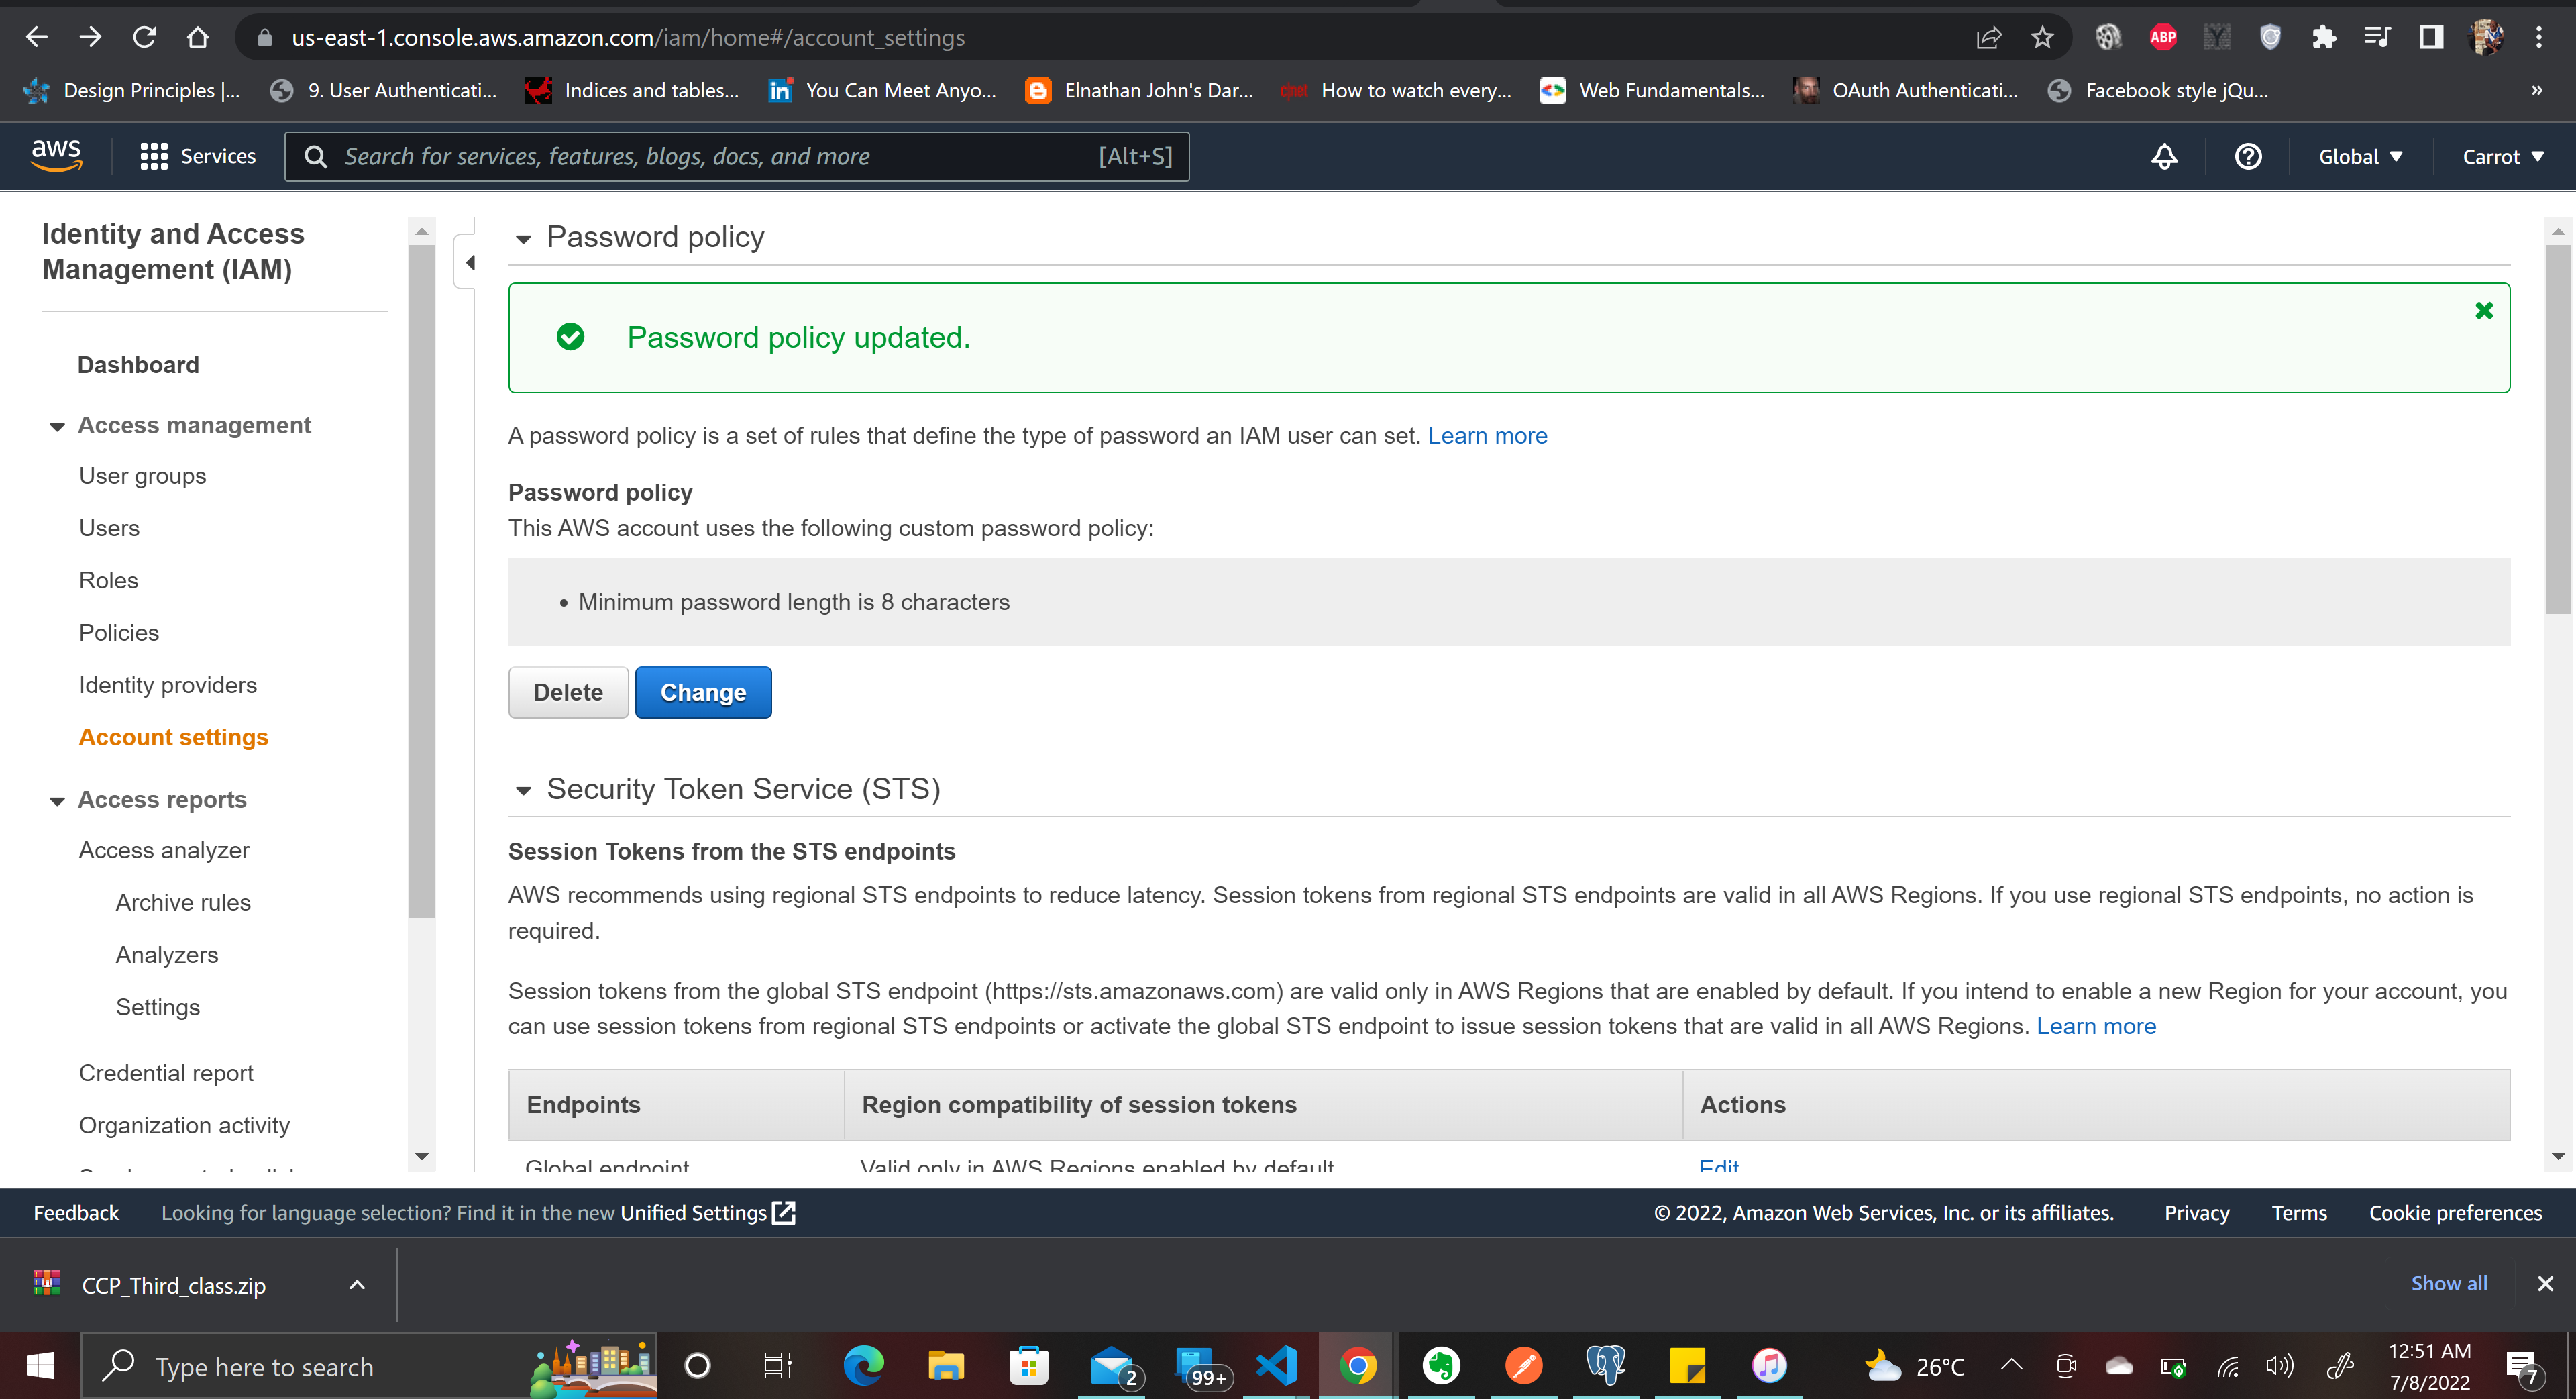 us-east-1.console.aws.amazon.com/iam/home#/account_settings
Design Principles |...
9. User Authenticati...
Indices and tables...
in
You Can Meet Anyo...
Elnathan John's Dar...
c|net
How to watch every...
Web Fundamentals...
OAuth Authenticati...
Facebook style jQu...
»
ABP
aws
Services
Search for services, features, blogs, docs, and more
[Alt+S]
Global
Carrot
Identity and Access
Management (IAM)
Dashboard
Access management
User groups
Users
Roles
Policies
Identity providers
Account settings
Access reports
Access analyzer
Archive rules
Analyzers
Settings
Credential report
Organization activity
Password policy
Password policy updated.
A password policy is a set of rules that define the type of password an IAM user can set. Learn more
Password policy
This AWS account uses the following custom password policy:
• Minimum password length is 8 characters
Delete
Change
Security Token Service (STS)
Session Tokens from the STS endpoints
AWS recommends using regional STS endpoints to reduce latency. Session tokens from regional STS endpoints are valid in all AWS Regions. If you use regional STS endpoints, no action is
required.
Session tokens from the global STS endpoint (https://sts.amazonaws.com) are valid only in AWS Regions that are enabled by default. If you intend to enable a new Region for your account, you
can use session tokens from regional STS endpoints or activate the global STS endpoint to issue session tokens that are valid in all AWS Regions. Learn more
Endpoints
Region compatibility of session tokens
Actions
Global endpoint
Valid only in AWS Regions enabled by default
Edit
Feedback
Looking for language selection? Find it in the new Unified Settings
© 2022, Amazon Web Services, Inc. or its affiliates.
Privacy
Terms
Cookie preferences
CCP_Third_class.zip
Show all
Type here to search
2
99+
26°C
12:51 AM
7/8/2022
7